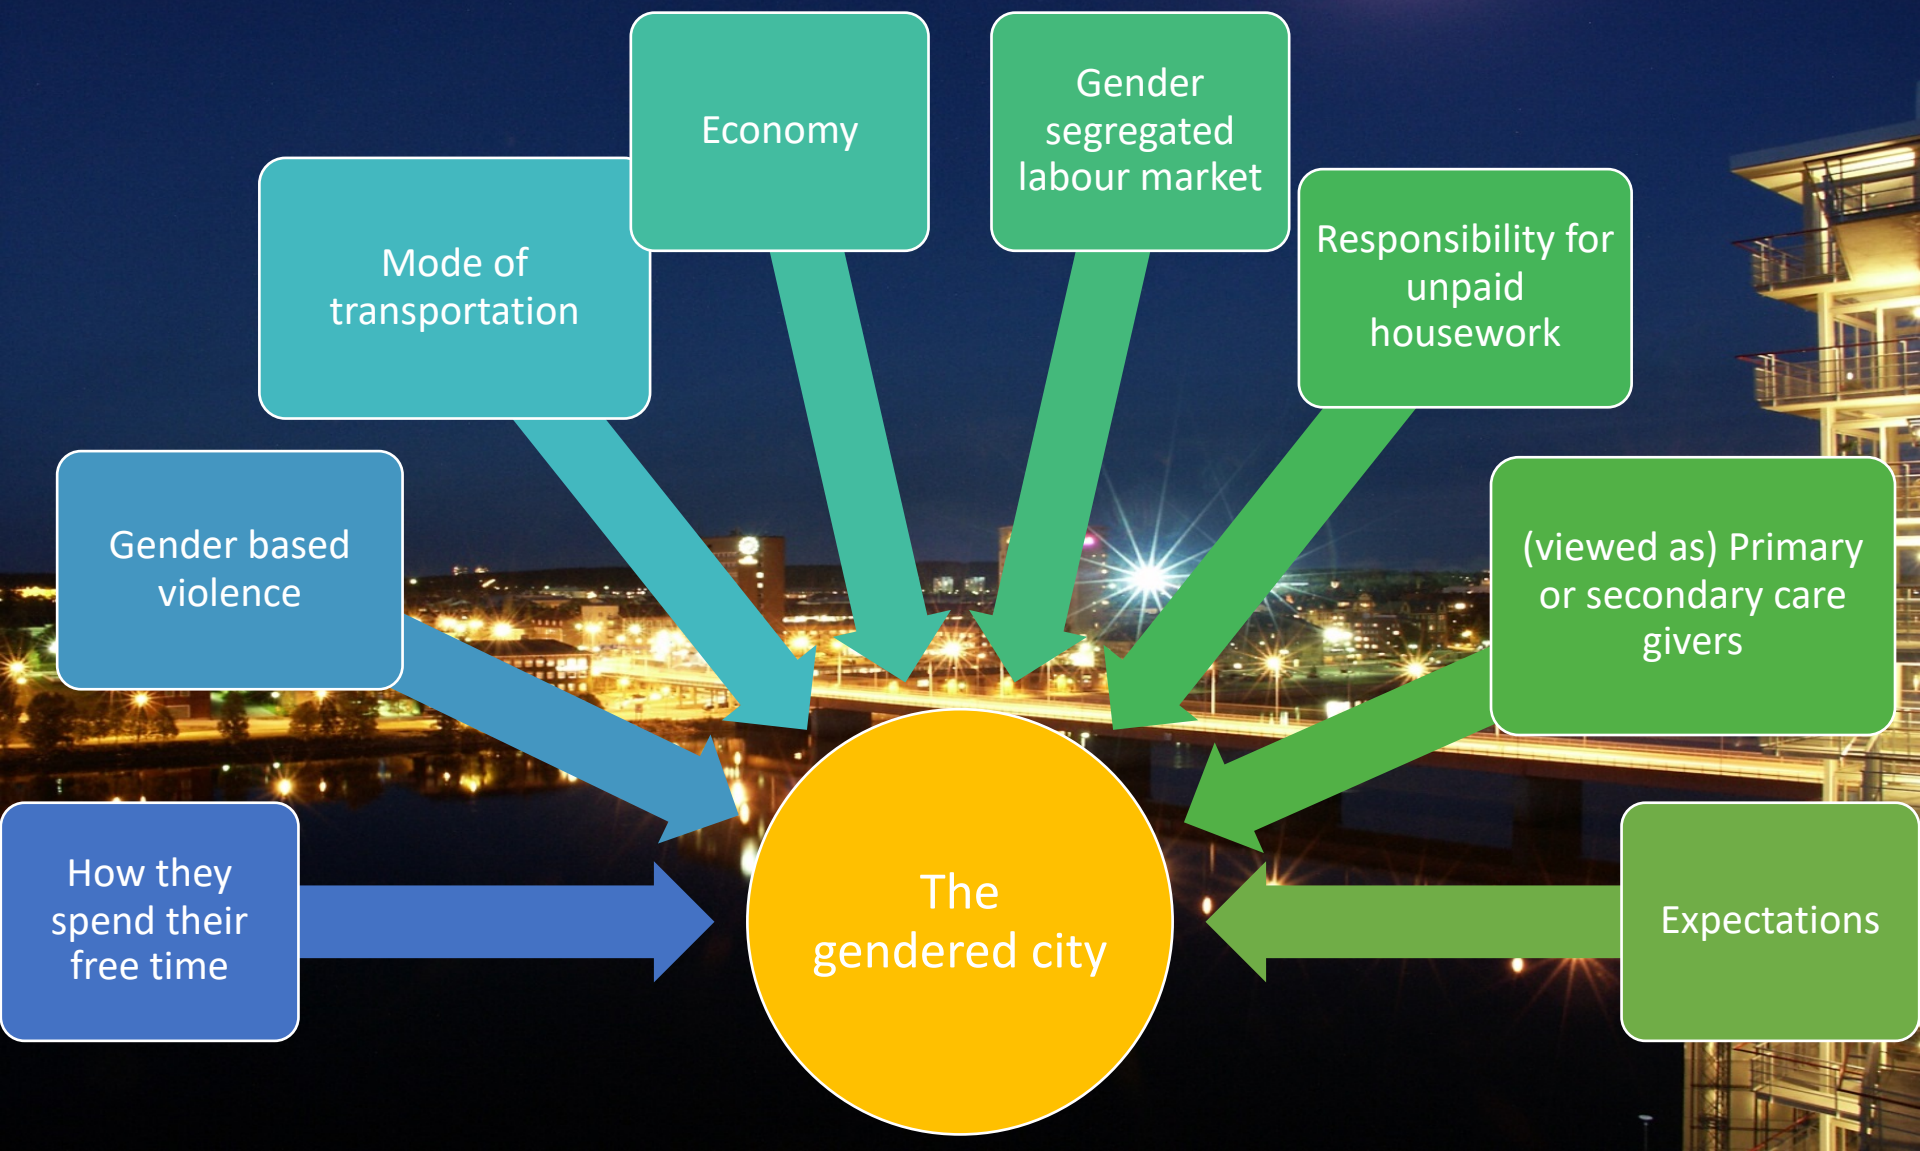 Economy
Gender
segregated
labour market
Mode of
transportation
Responsibility for
unpaid
housework
Gender based
violence
(viewed as) Primary
or secondary care
givers
How they
spend their
free time
The
gendered city
Expectations